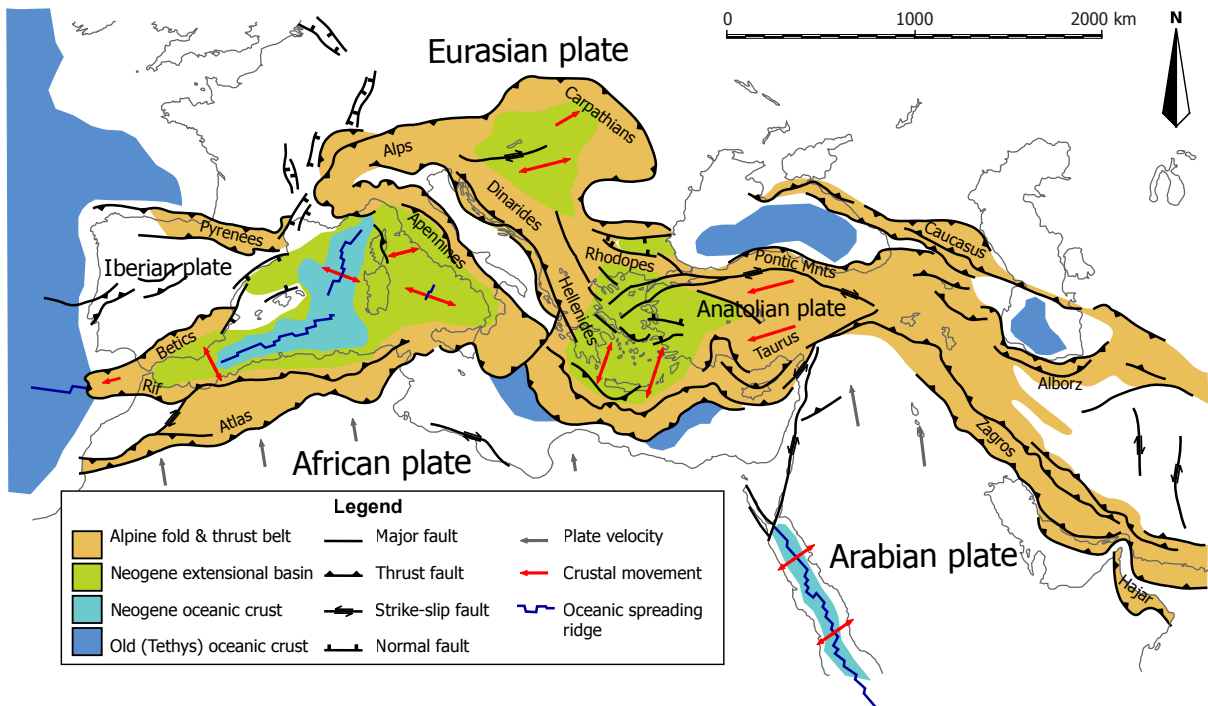 0 1000 2000 km
N
Eurasian plate
Carpathians
Alps
Dinarides
Pyrenees
Apennines
Caucasus
Iberian plate
Rhodopes
Pontic Mnts
Hellenides
Anatolian plate
Betics
Taurus
Rif
Alborz
Atlas
Zagros
African plate
Arabian plate
Hajar
Legend
Alpine fold & thrust belt
Major fault
Plate velocity
Neogene extensional basin
Thrust fault
Crustal movement
Neogene oceanic crust
Strike-slip fault
Oceanic spreading
ridge
Old (Tethys) oceanic crust
Normal fault